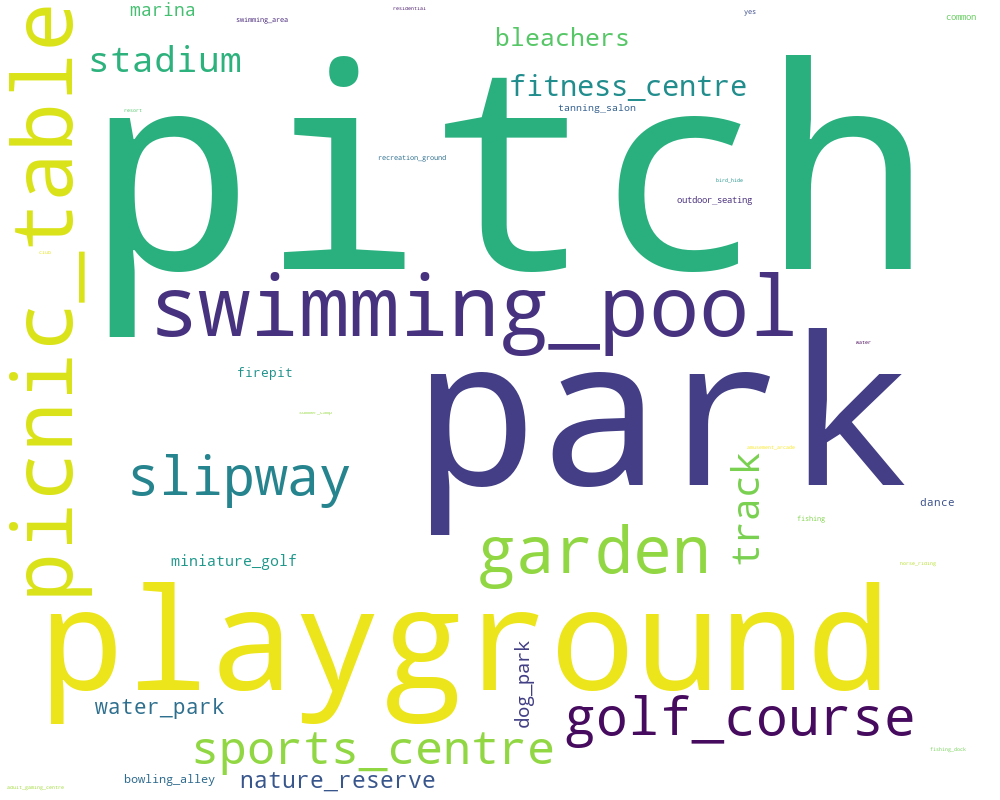 marina
swimming_area
residential
yes
common
stadium
bleachers
fitness_centre
tanning_salon
resort
pitch
recreation_ground
bird_hide
outdoor_seating
picnic_table
club
swimming_pool
water
park
firepit
summer_camp
amusement_arcade
slipway
track
dance
fishing
garden
miniature_golf
horse_riding
playground
dog_park
water_park
golf_course
sports_centre
fishing_dock
bowling_alley
nature_reserve
adult_gaming_centre